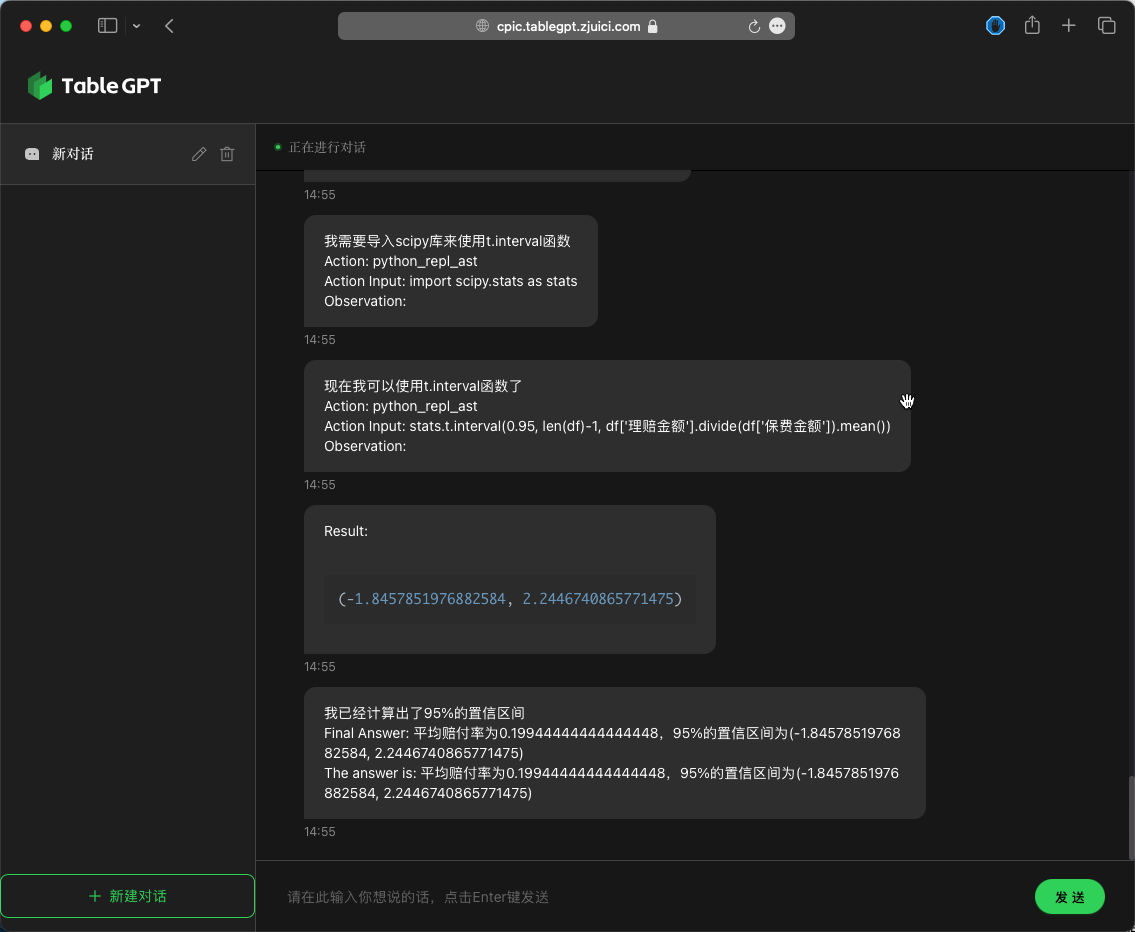 cpic.tablegpt.zjuici.com
TableGPT
新对话
正在进行对话
14:55
我需要导入scipy库来使用t.interval函数
Action: python_repl_ast
Action Input: import scipy.stats as stats
Observation:
14:55
现在我可以使用t.interval函数了
Action: python_repl_ast
Action Input: stats.t.interval(0.95, len(df)-1, df['理赔金额'].divide(df['保费金额']).mean())
Observation:
14:55
Result:
(-1.8457851976882584, 2.2446740865771475)
14:55
我已经计算出了95%的置信区间
Final Answer: 平均赔付率为0.19944444444444448，95%的置信区间为(-1.84578519768
82584, 2.2446740865771475)
The answer is: 平均赔付率为0.19944444444444448，95%的置信区间为(-1.8457851976
882584, 2.2446740865771475)
14:55
新建对话
请在此输入你想说的话，点击Enter键发送
发 送